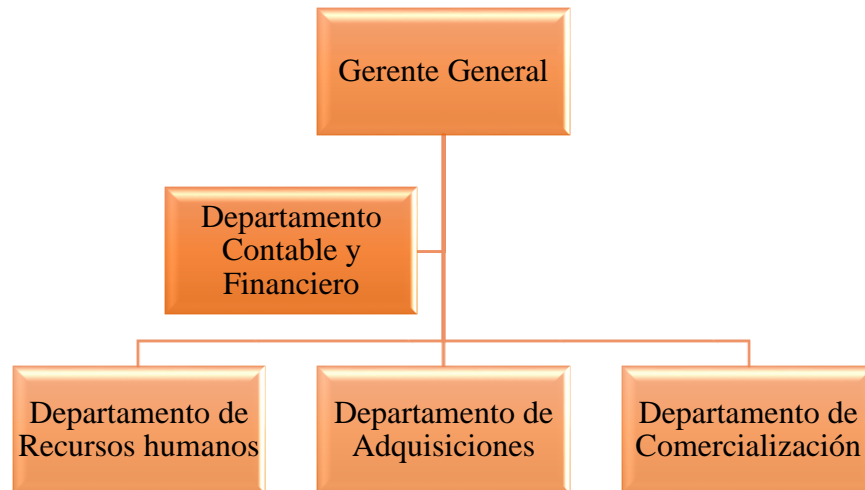 Gerente General
Departamento
Contable y
Financiero
Departamento de
Recursos humanos
Departamento de
Adquisiciones
Departamento de
Comercialización